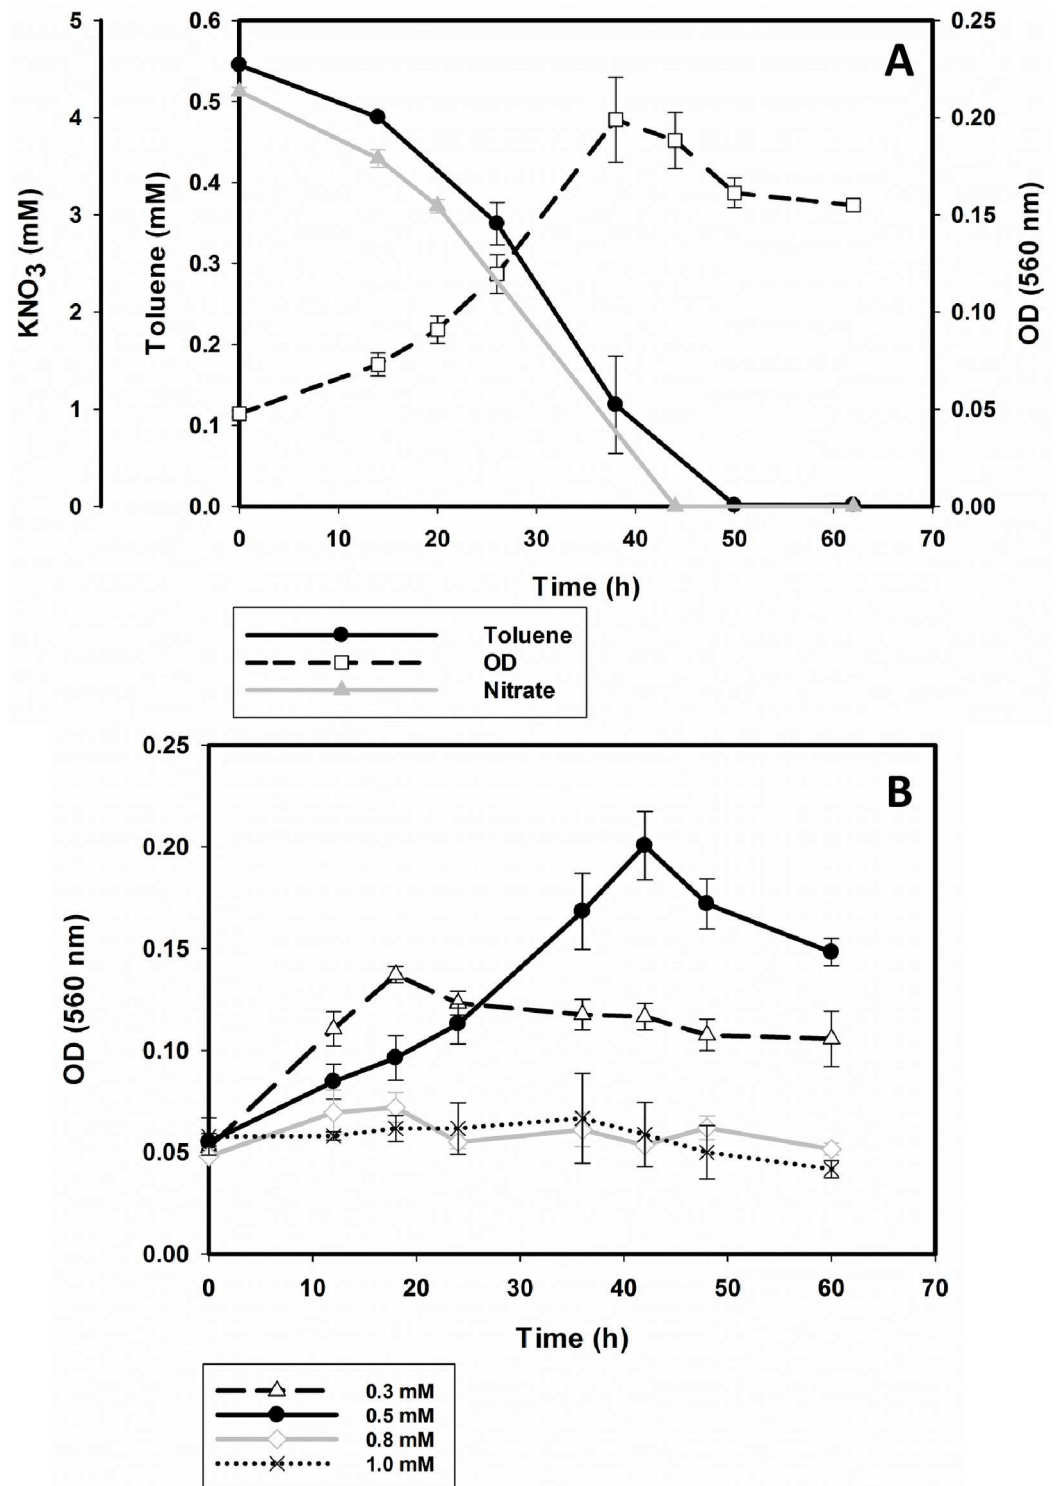 A
KNO3 (mM)
5
4
3
2
1
0
Toluene (mM)
0.6
0.5
0.4
0.3
0.2
0.1
0.0
OD (560 nm)
0.25
0.20
0.15
0.10
0.05
0.00
0 10 20 30 40 50 60 70
Time (h)
Toluene
OD
Nitrate
B
OD (560 nm)
0.25
0.20
0.15
0.10
0.05
0.00
0 10 20 30 40 50 60 70
Time (h)
0.3 mM
0.5 mM
0.8 mM
1.0 mM